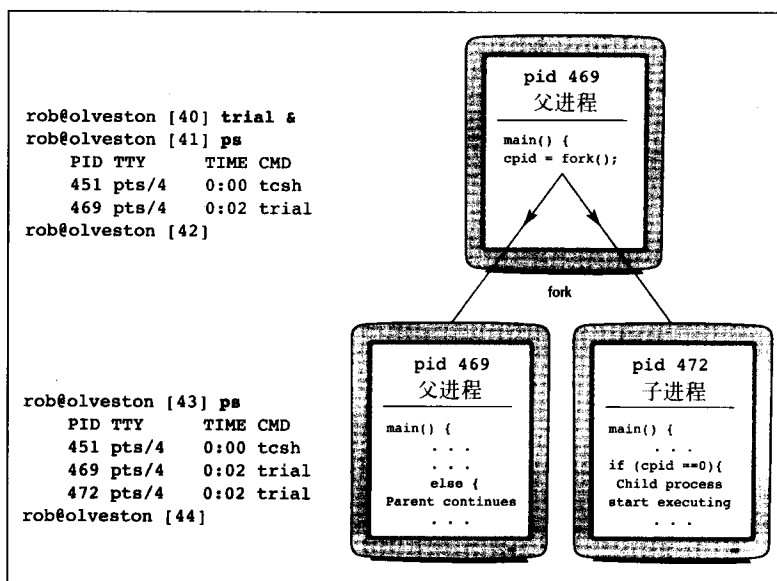 rob@olveston [40] trial &
rob@olveston [41] ps
PID TTY TIME CMD
451 pts/4 0:00 tcsh
469 pts/4 0:02 trial
rob@olveston [42]
pid 469
父进程
main() {
cpid = fork();
fork
rob@olveston [43] ps
PID TTY TIME CMD
451 pts/4 0:00 tcsh
469 pts/4 0:02 trial
472 pts/4 0:02 trial
rob@olveston [44]
pid 469
父进程
main() {
. . .
. . .
else {
Parent continues
. . .
pid 472
子进程
main() {
. . .
if (cpid ==0){
Child process
start executing
. . .